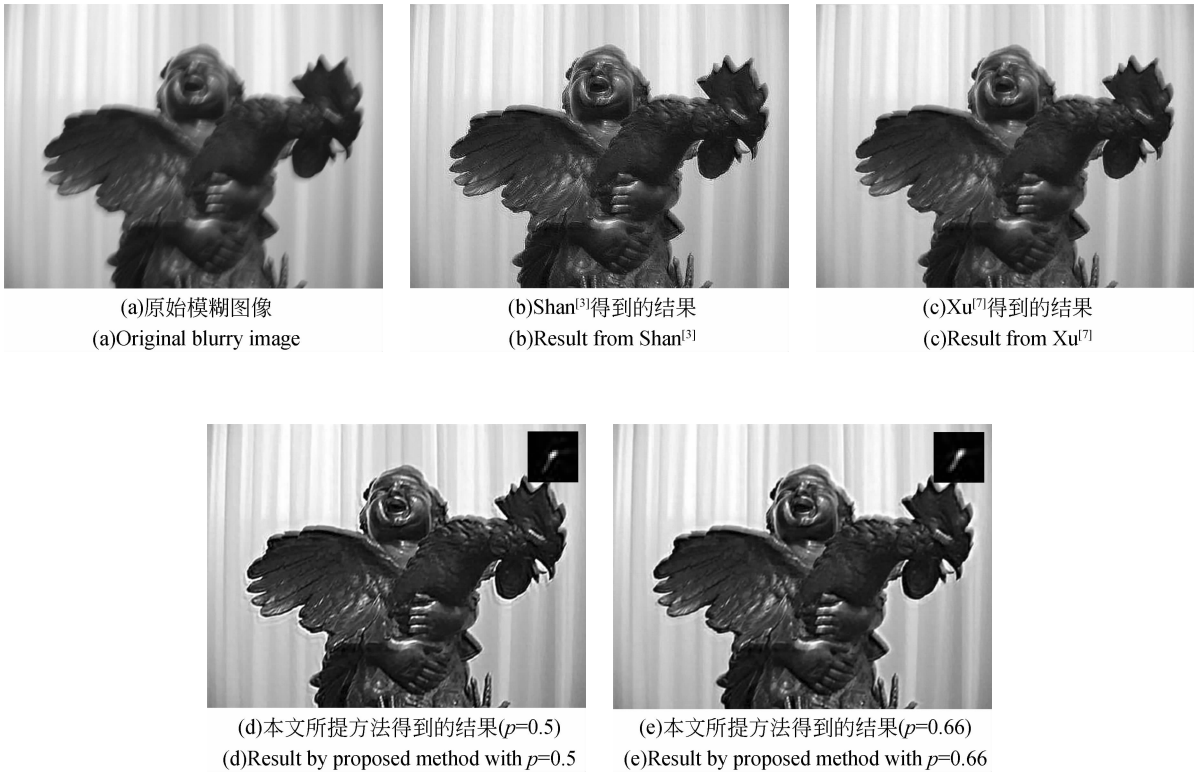 (a)原始模糊图像
(a)Original blurry image
(b)Shan[3]得到的结果
(b)Result from Shan[3]
(c)Xu[7]得到的结果
(c)Result from Xu[7]
(d)本文所提方法得到的结果(p=0.5)
(d)Result by proposed method with p=0.5
(e)本文所提方法得到的结果(p=0.66)
(e)Result by proposed method with p=0.66